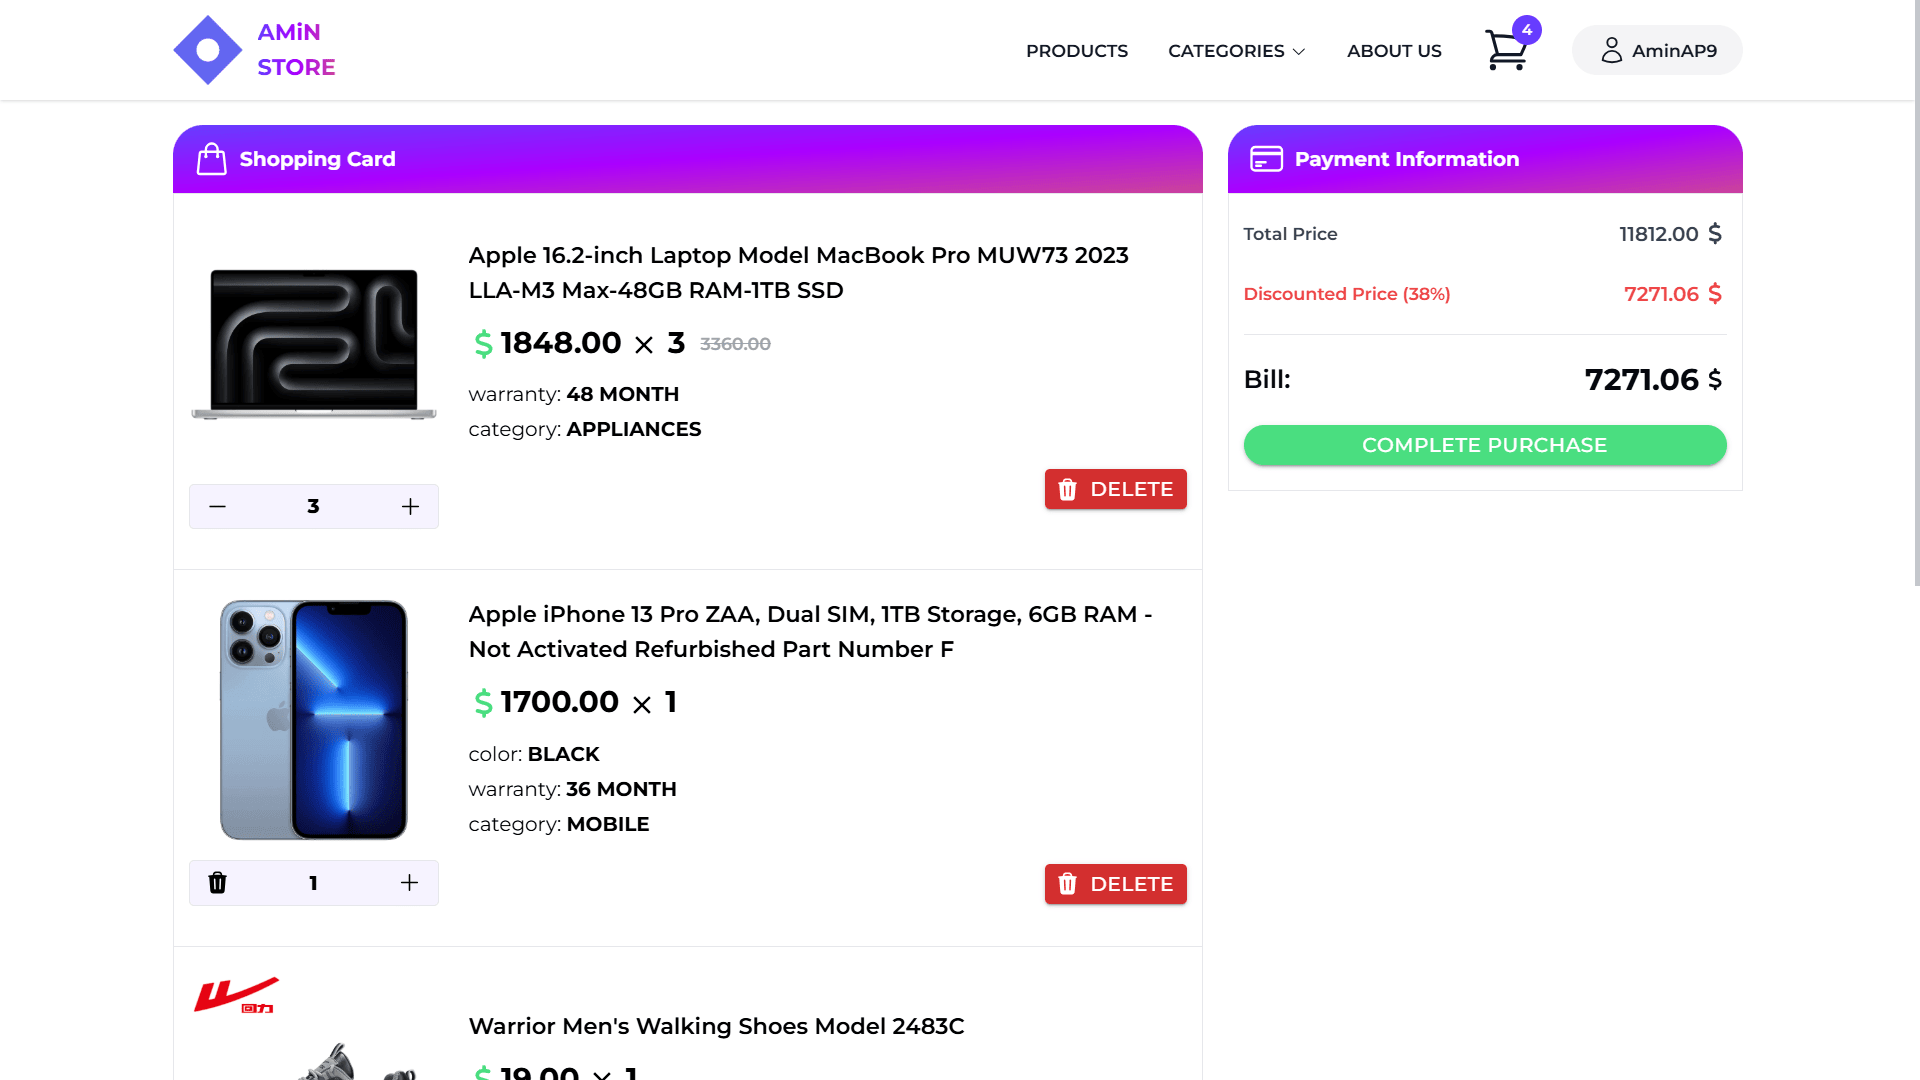 AMiN
STORE
PRODUCTS
CATEGORIES
ABOUT US
4
AminAP9
Shopping Card
Apple 16.2-inch Laptop Model MacBook Pro MUW73 2023
LLA-M3 Max-48GB RAM-1TB SSD
$ 1848.00 × 3 3360.00
warranty: 48 MONTH
category: APPLIANCES
3
DELETE
Apple iPhone 13 Pro ZAA, Dual SIM, 1TB Storage, 6GB RAM -
Not Activated Refurbished Part Number F
$ 1700.00 × 1
color: BLACK
warranty: 36 MONTH
category: MOBILE
1
DELETE
回力
Warrior Men's Walking Shoes Model 2483C
$ 19.00 × 1
Payment Information
Total Price 11812.00 $
Discounted Price (38%) 7271.06 $
Bill: 7271.06 $
COMPLETE PURCHASE